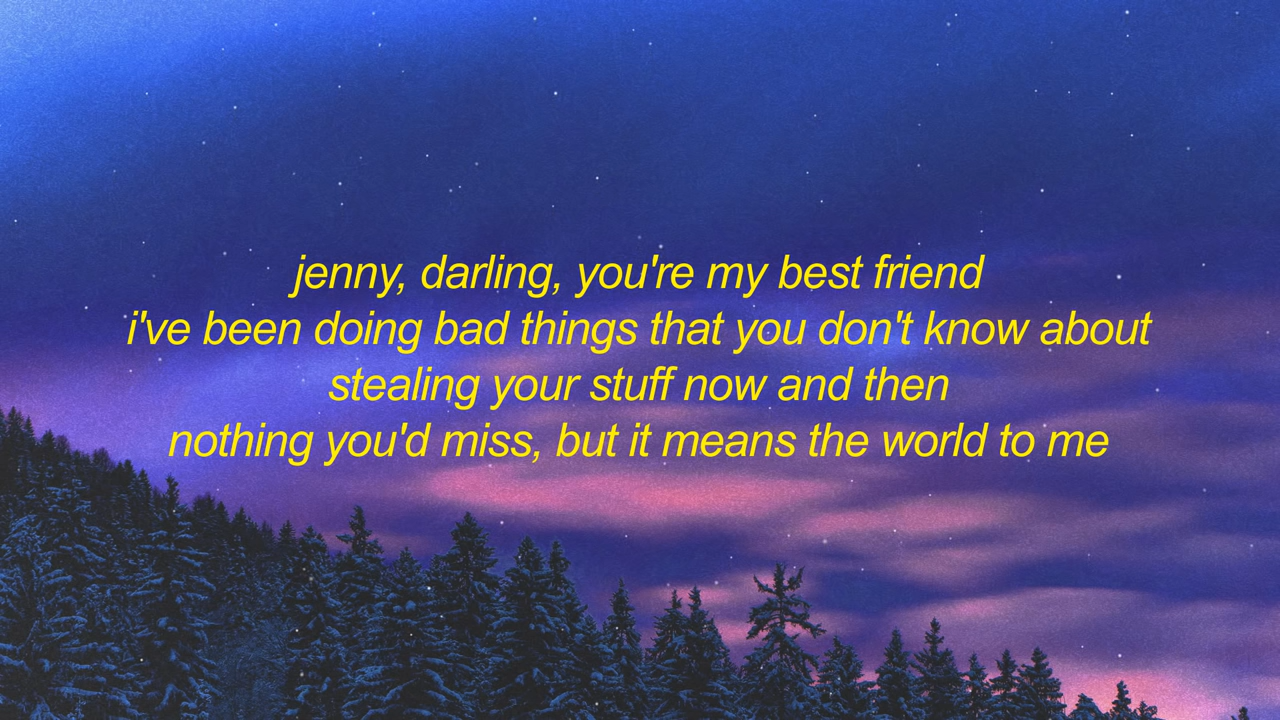 jenny, darling, you're my best friend
i've been doing bad things that you don't know about
stealing your stuff now and then
nothing you'd miss, but it means the world to me